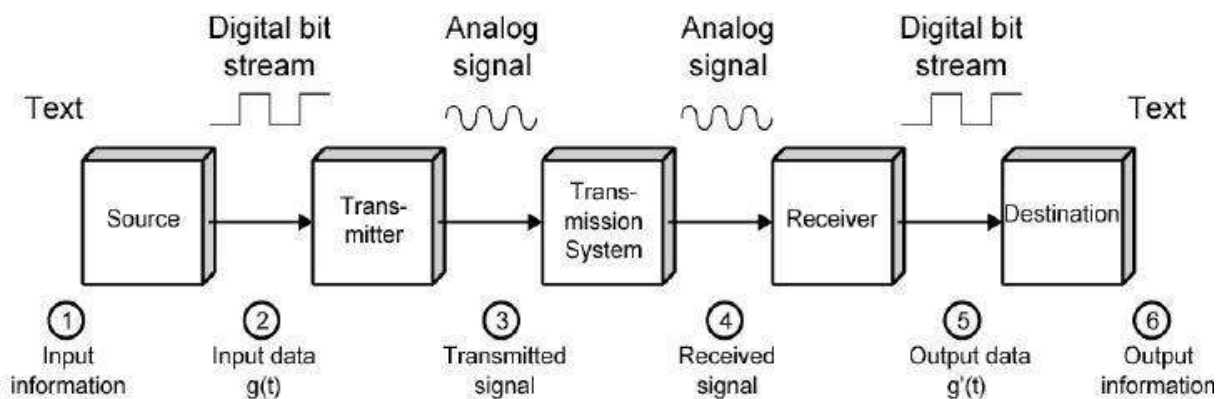 Digital bit
stream
Analog
signal
Analog
signal
Digital bit
stream
Text
Text
Source
Trans-
mitter
Trans-
mission
System
Receiver
Destination
1
Input
information
2
Input data
g(t)
3
Transmitted
signal
4
Received
signal
5
Output data
g'(t)
6
Output
information